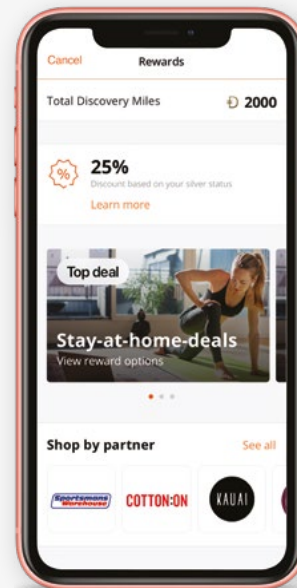 Cancel
Rewards
Total Discovery Miles
2000
%
25%
Discount based on your silver status
Learn more
Top deal
Stay-at-home-deals
View reward options
Shop by partner
See all
Sportsmans
Warehouse
COTTON:ON
KAUAI